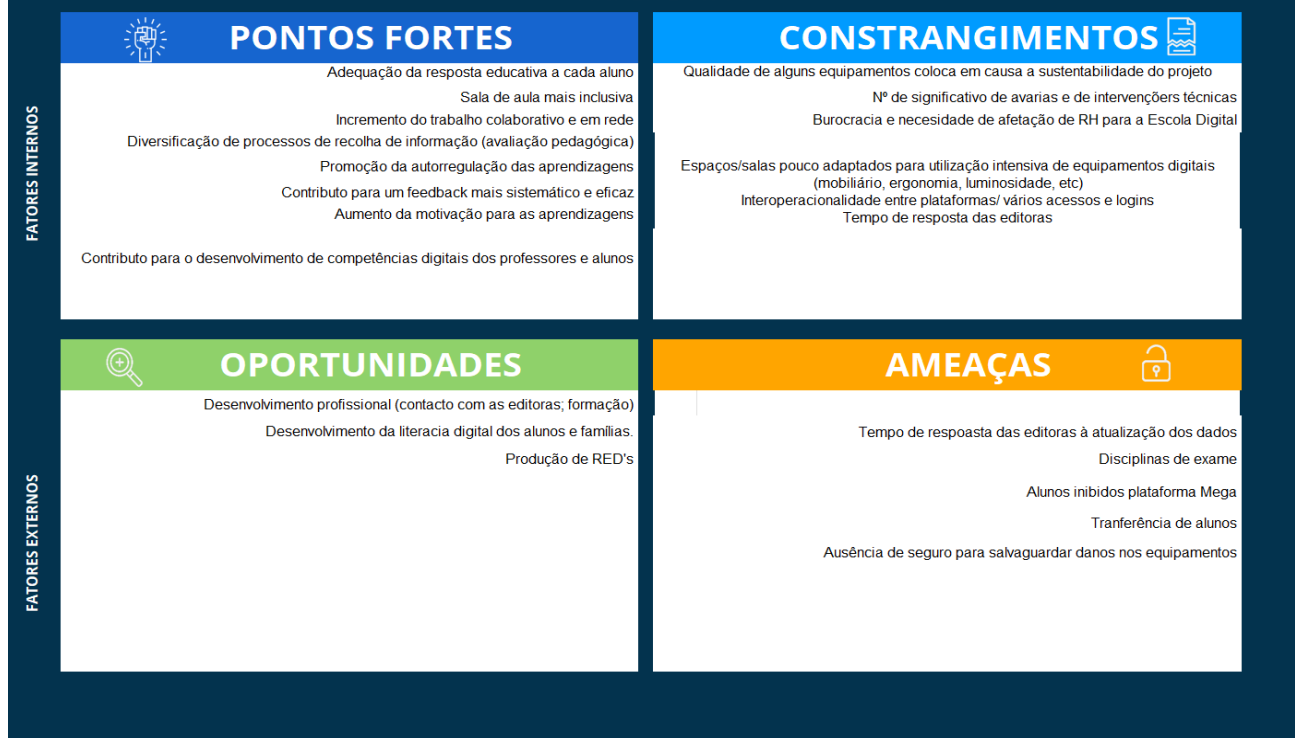 PONTOS FORTES
Adequação da resposta educativa a cada aluno
Sala de aula mais inclusiva
Incremento do trabalho colaborativo e em rede
Diversificação de processos de recolha de informação (avaliação pedagógica)
Promoção da autorregulação das aprendizagens
Contributo para um feedback mais sistemático e eficaz
Aumento da motivação para as aprendizagens
Contributo para o desenvolvimento de competências digitais dos professores e alunos
CONSTRANGIMENTOS
Qualidade de alguns equipamentos coloca em causa a sustentabilidade do projeto
Nº de significativo de avarias e de intervençõers técnicas
Burocracia e necessidade de afetação de RH para a Escola Digital
Espaços/salas pouco adaptados para utilização intensiva de equipamentos digitais
(mobiliário, ergonomia, luminosidade, etc)
Interoperacionalidade entre plataformas/ vários acessos e logins
Tempo de resposta das editoras
FATORES INTERNOS
OPORTUNIDADES
Desenvolvimento profissional (contacto com as editoras; formação)
Desenvolvimento da literacia digital dos alunos e famílias.
Produção de RED's
AMEAÇAS
Tempo de respoasta das editoras à atualização dos dados
Disciplinas de exame
Alunos inibidos plataforma Mega
Tranferência de alunos
Ausência de seguro para salvaguardar danos nos equipamentos
FATORES EXTERNOS